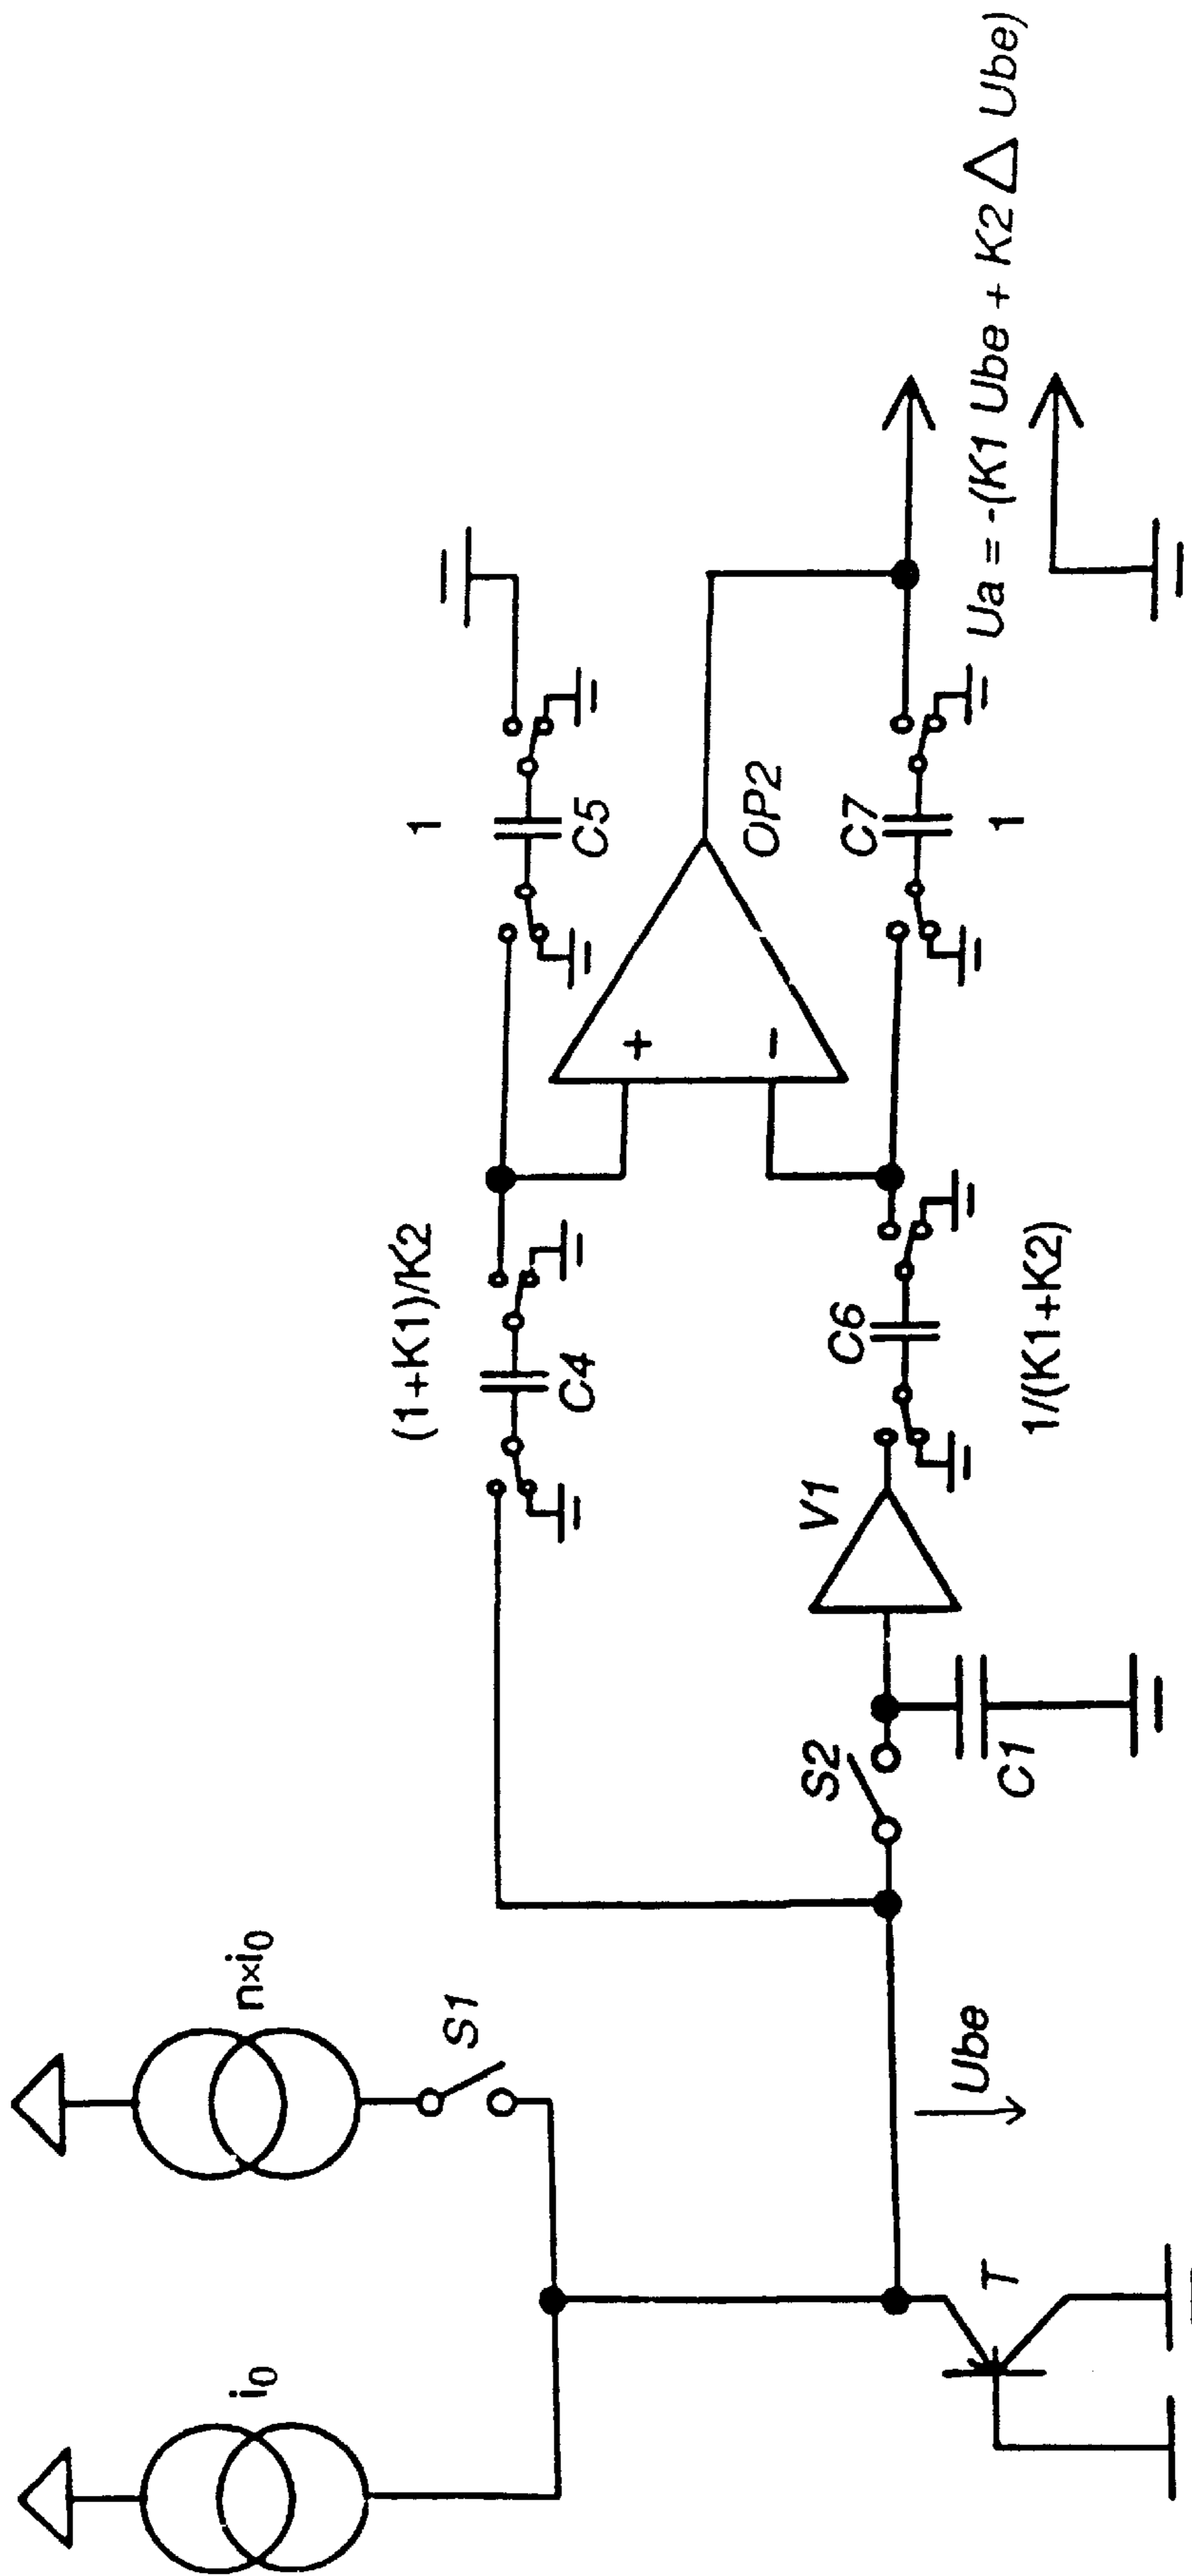 i0
n×i0
S1
Ube
T
S2
C1
V1
(1+K1)/K2
C4
C6
1/(K1+K2)
+
−
OP2
1
C5
C7
1
Ua = -(K1 Ube + K2 Δ Ube)